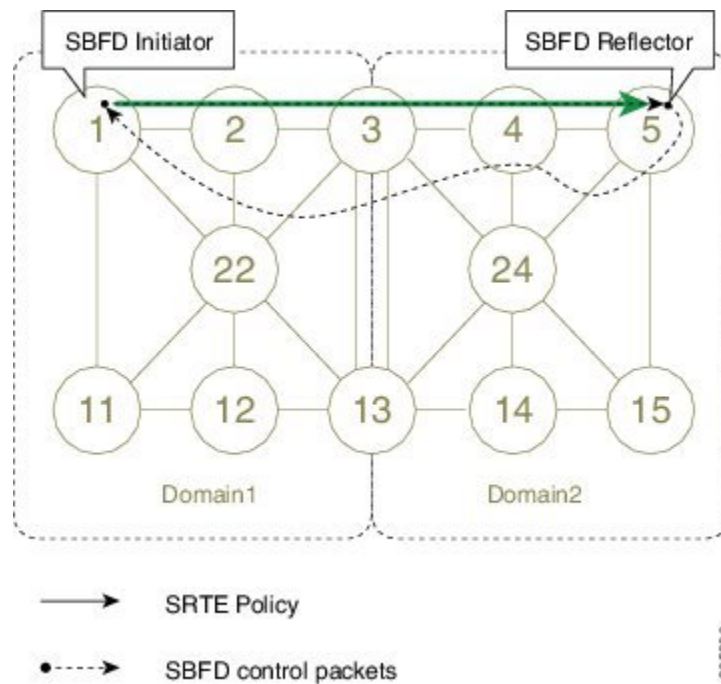 SBFD Initiator
SBFD Reflector
1
2
3
4
5
22
24
11
12
13
14
15
Domain1
Domain2
SRTE Policy
SBFD control packets